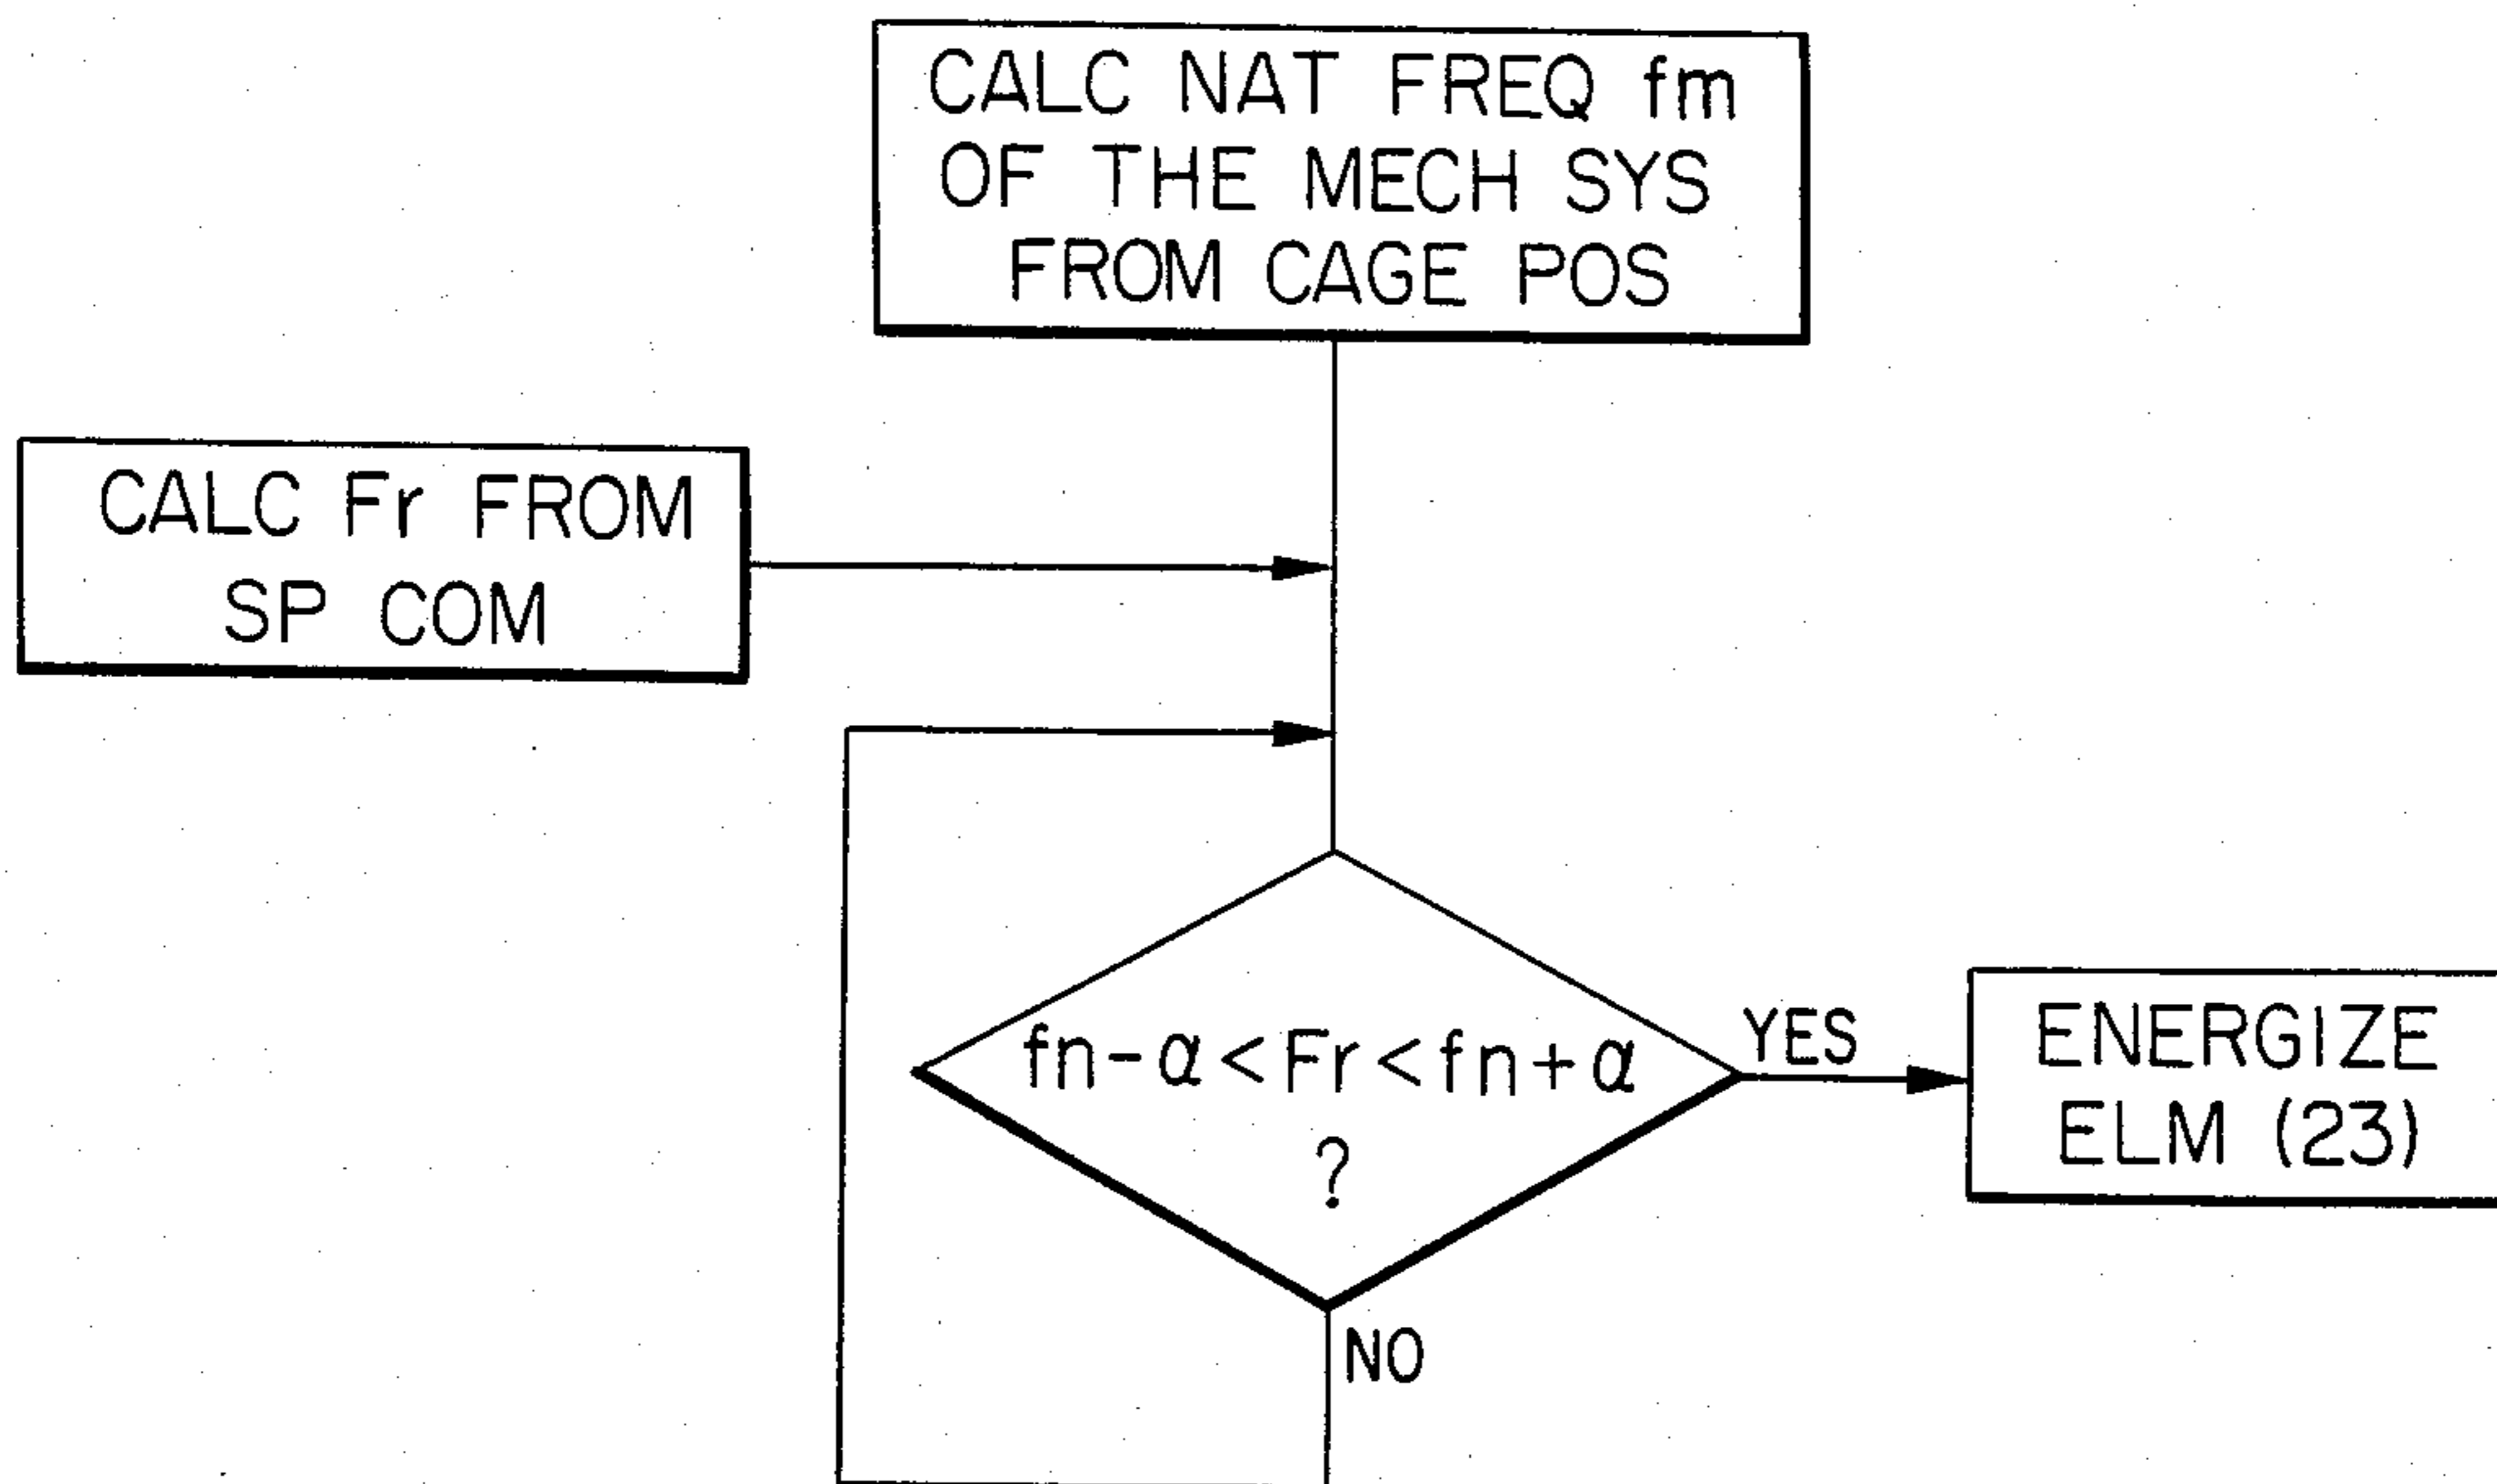 CALC NAT FREQ fm
OF THE MECH SYS
FROM CAGE POS
CALC Fr FROM
SP COM
fn-α<Fr<fn+α
?
YES
ENERGIZE
ELM (23)
NO